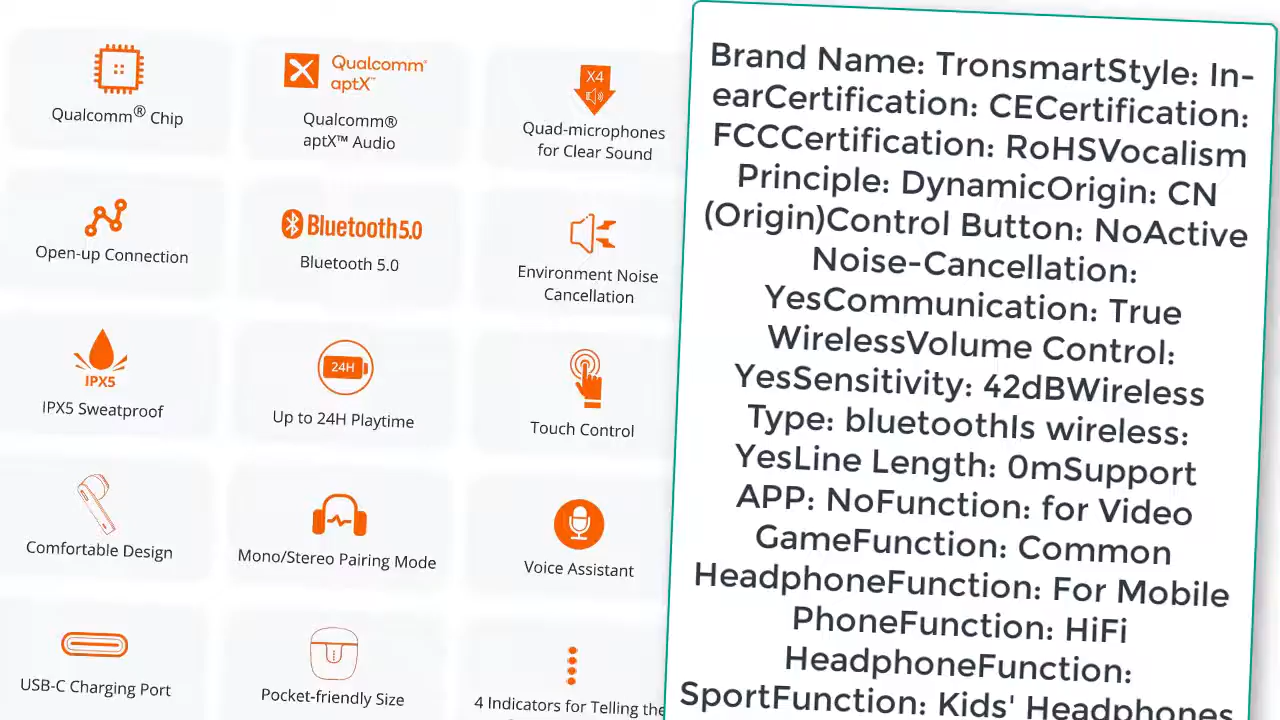 Qualcomm® Chip
Qualcomm®
aptX™
Qualcomm®
aptX™ Audio
X4
Quad-microphones
for Clear Sound
Open-up Connection
Bluetooth 5.0
Bluetooth 5.0
Environment Noise
Cancellation
IPX5
IPX5 Sweatproof
24H
Up to 24H Playtime
Touch Control
Comfortable Design
Mono/Stereo Pairing Mode
Voice Assistant
USB-C Charging Port
Pocket-friendly Size
4 Indicators for Telling the
Brand Name: TronsmartStyle: In-
earCertification: CECertification:
FCCCertification: RoHSVocalism
Principle: DynamicOrigin: CN
(Origin)Control Button: NoActive
Noise-Cancellation:
YesCommunication: True
WirelessVolume Control:
YesSensitivity: 42dBWireless
Type: bluetoothIs wireless:
YesLine Length: 0mSupport
APP: NoFunction: for Video
GameFunction: Common
HeadphoneFunction: For Mobile
PhoneFunction: HiFi
HeadphoneFunction:
SportFunction: Kids' Headphones